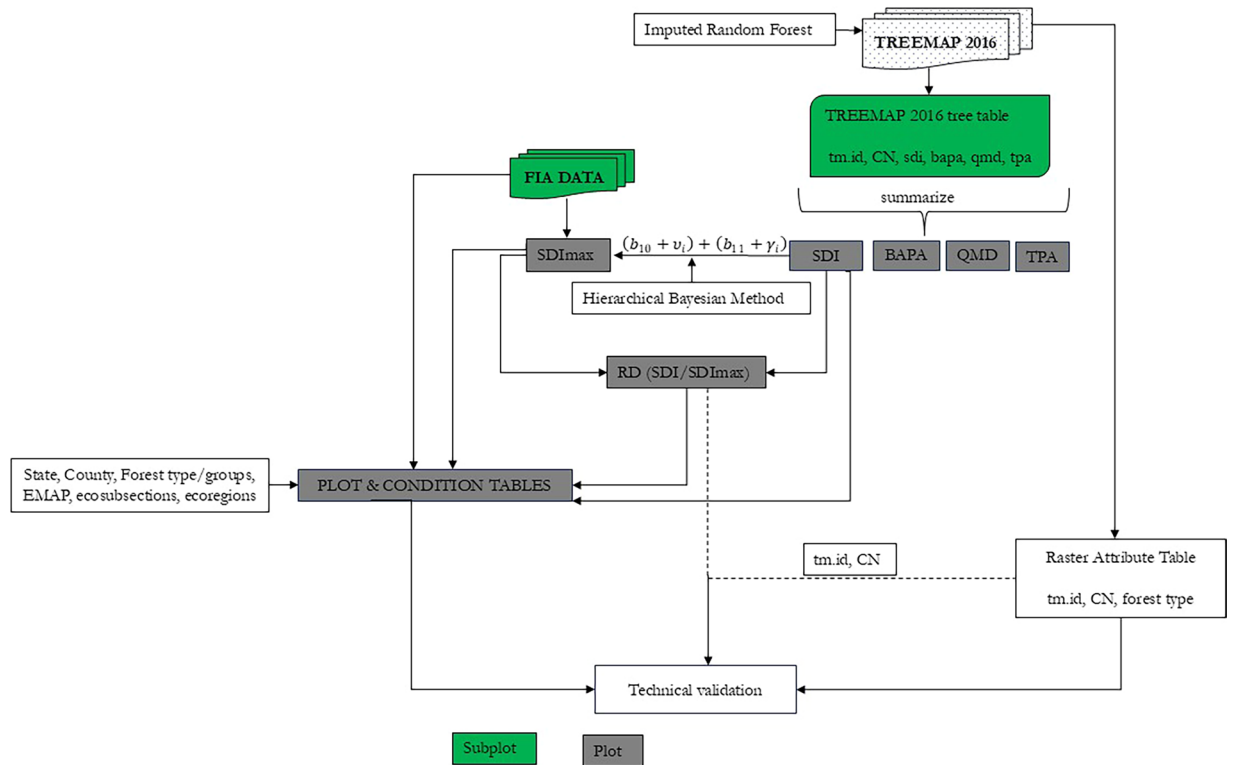 Imputed Random Forest
TREEMAP 2016
TREEMAP 2016 tree table
tm.id, CN, sdi, bapa, qmd, tpa
FIA DATA
summarize
(b₁₀ + υᵢ) + (b₁₁ + γᵢ)
SDImax
SDI
BAPA
QMD
TPA
Hierarchical Bayesian Method
RD (SDI/SDImax)
State, County, Forest type/groups,
EMAP, ecosubsections, ecoregions
PLOT & CONDITION TABLES
tm.id, CN
Raster Attribute Table
tm.id, CN, forest type
Technical validation
Subplot
Plot